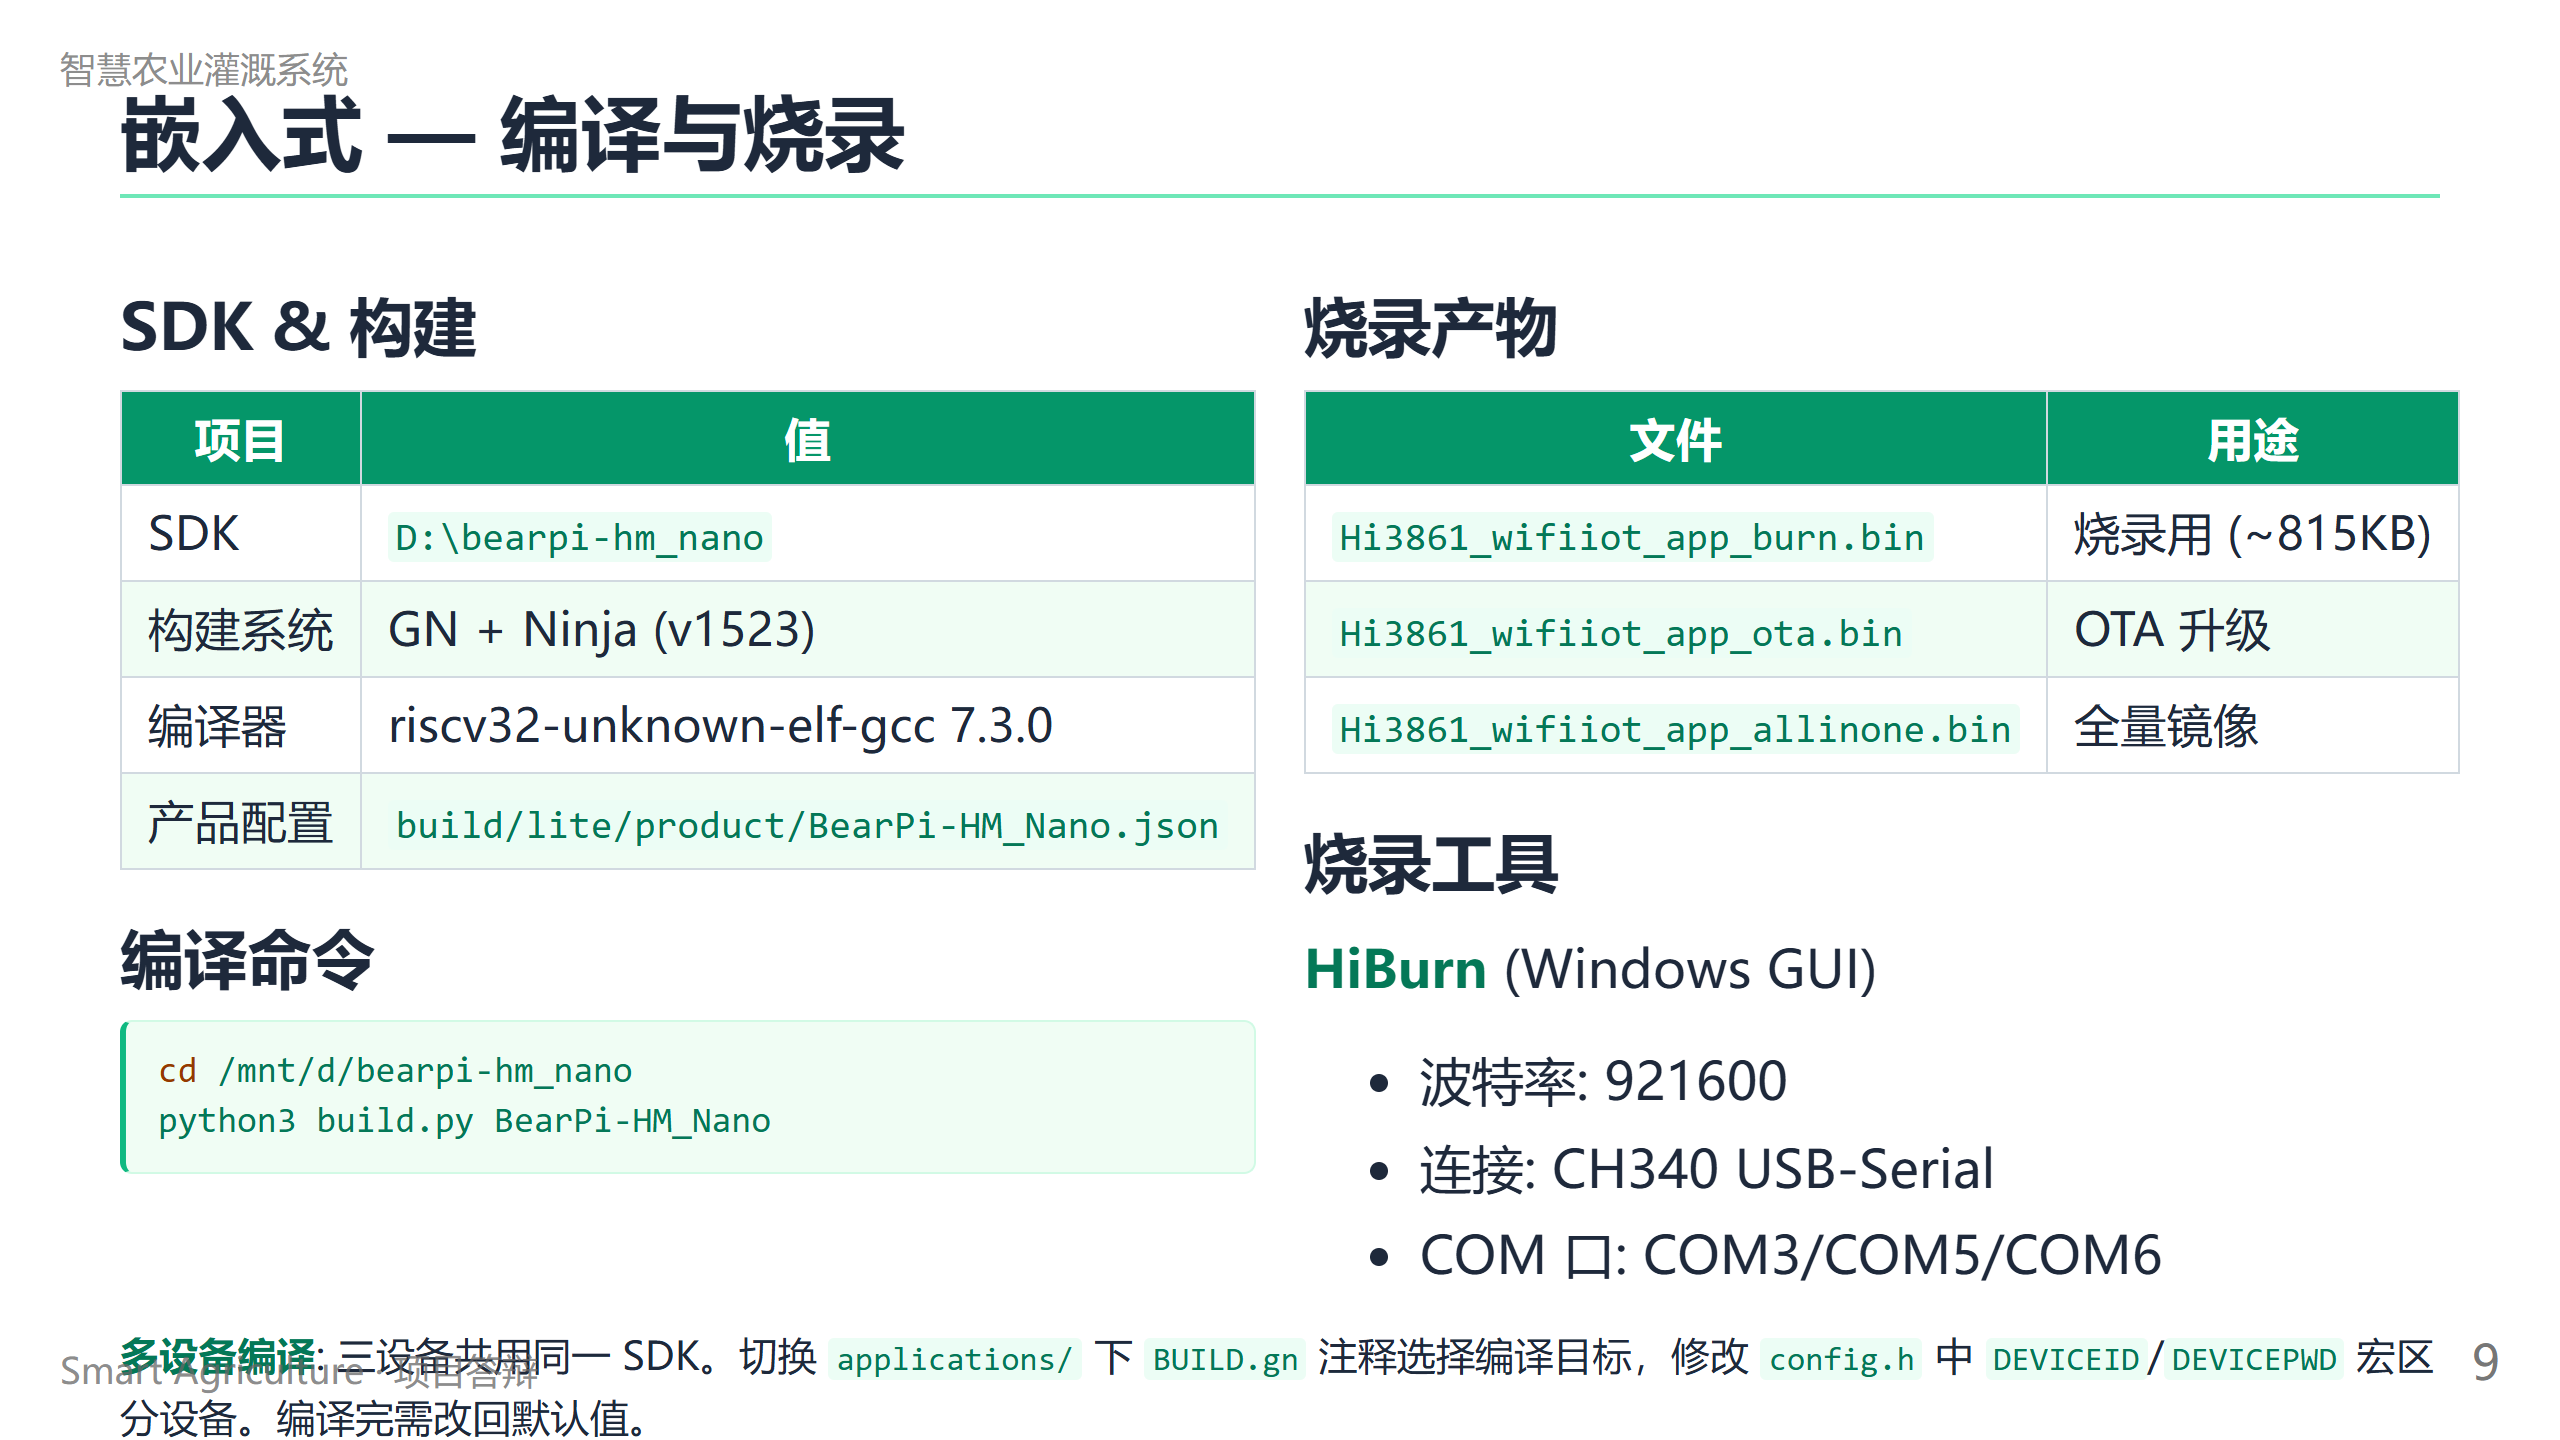 智慧农业灌溉系统
嵌入式 — 编译与烧录
SDK & 构建
项目 值
SDK D:\bearpi-hm_nano
构建系统 GN + Ninja (v1523)
编译器 riscv32-unknown-elf-gcc 7.3.0
产品配置 build/lite/product/BearPi-HM_Nano.json
编译命令
cd /mnt/d/bearpi-hm_nano
python3 build.py BearPi-HM_Nano
烧录产物
文件 用途
Hi3861_wifiiot_app_burn.bin 烧录用 (~815KB)
Hi3861_wifiiot_app_ota.bin OTA 升级
Hi3861_wifiiot_app_allinone.bin 全量镜像
烧录工具
HiBurn (Windows GUI)
• 波特率: 921600
• 连接: CH340 USB-Serial
• COM 口: COM3/COM5/COM6
多设备编译: 三设备共用同一 SDK。切换 applications/ 下 BUILD.gn 注释选择编译目标，修改 config.h 中 DEVICEID/DEVICEPWD 宏区
分设备。编译完需改回默认值。
Smart Agriculture · 项目答辩
9